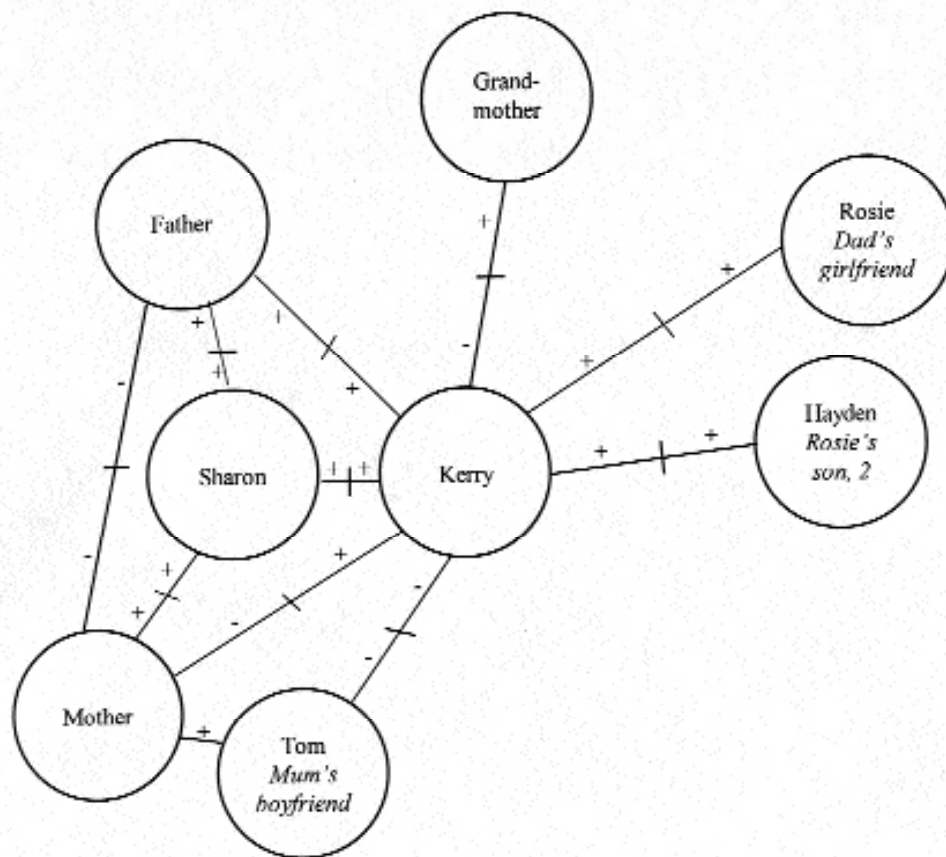 Grand-
mother
Father
Rosie
Dad's
girlfriend
Hayden
Rosie's
son, 2
Sharon
Kerry
Mother
Tom
Mum's
boyfriend
+
-
+
+
+
+
+
+
-
+
+
+
+
-
+
+
+
-
-
-
+